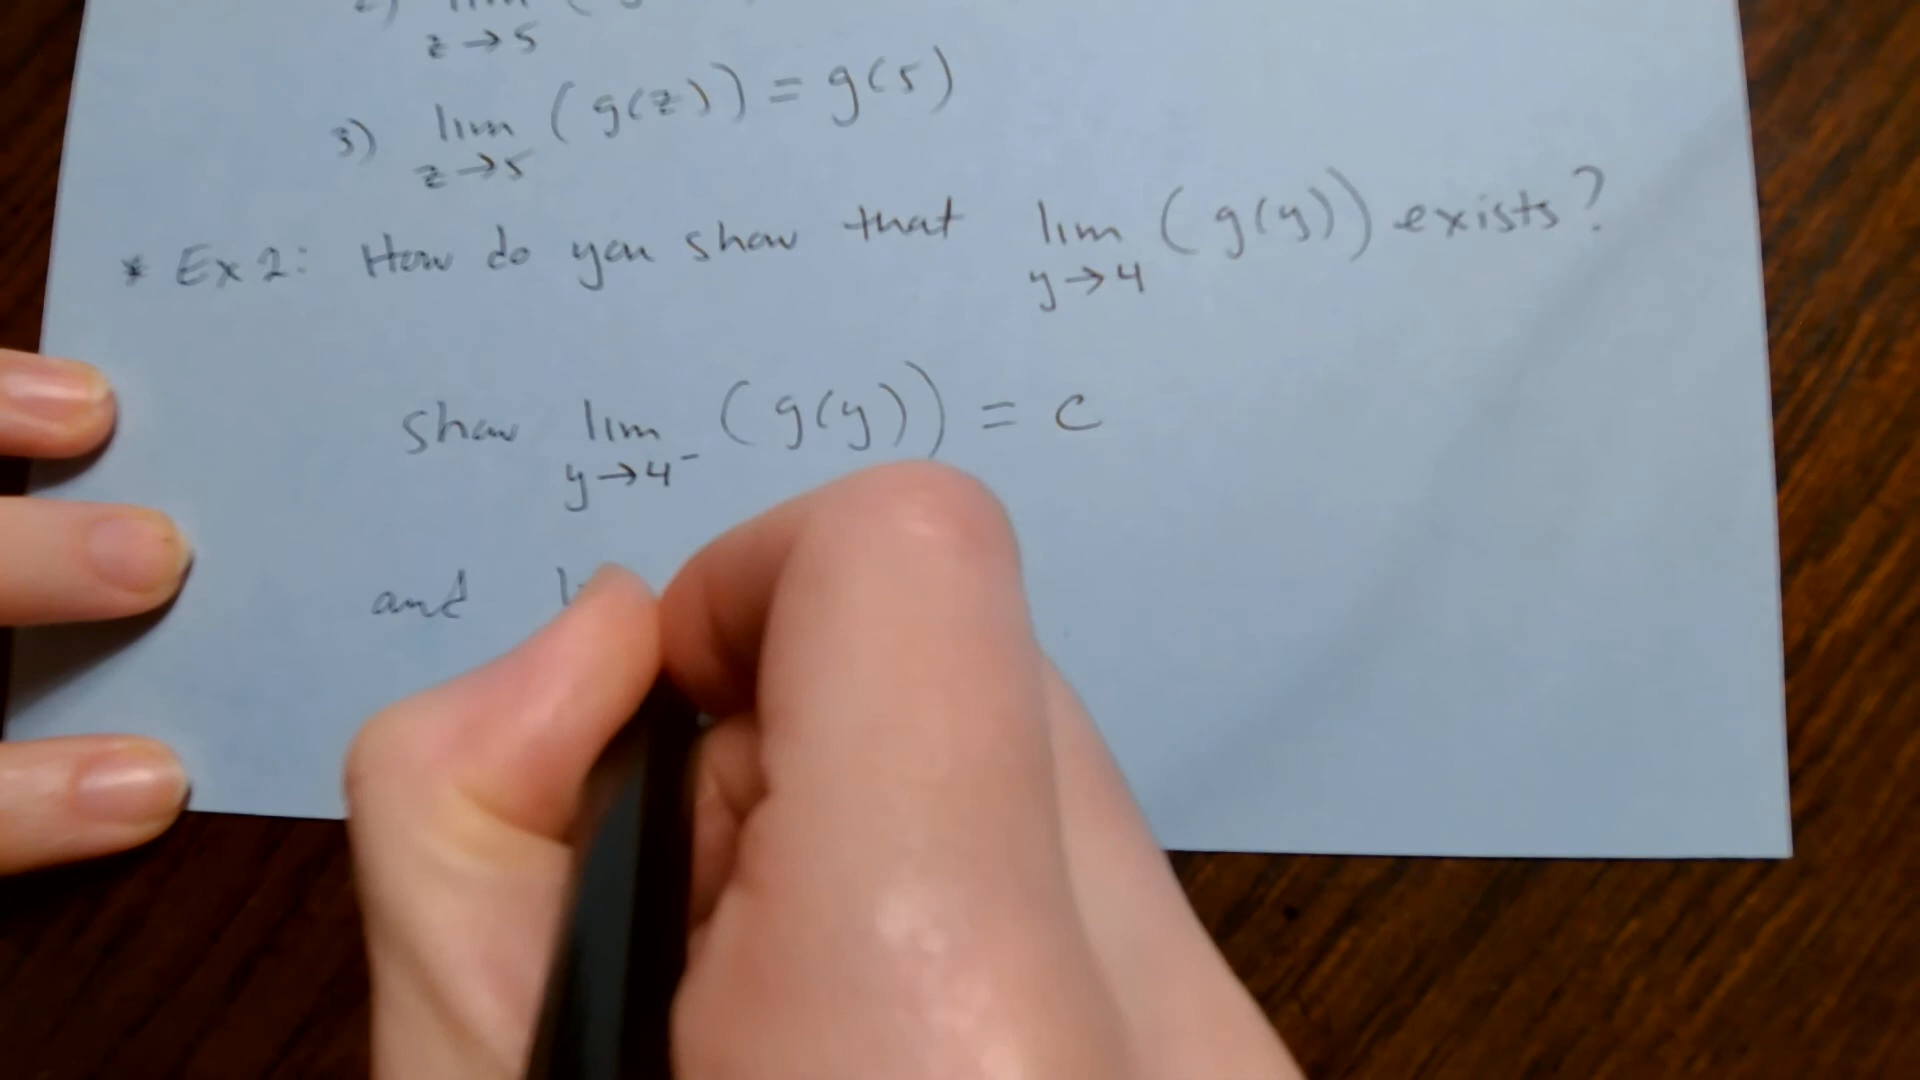 z→5
3) lim (g(z)) = g(5)
z→5
* Ex 2: How do you show that lim (g(y)) exists?
y→4
show lim (g(y)) = c
y→4⁻
and